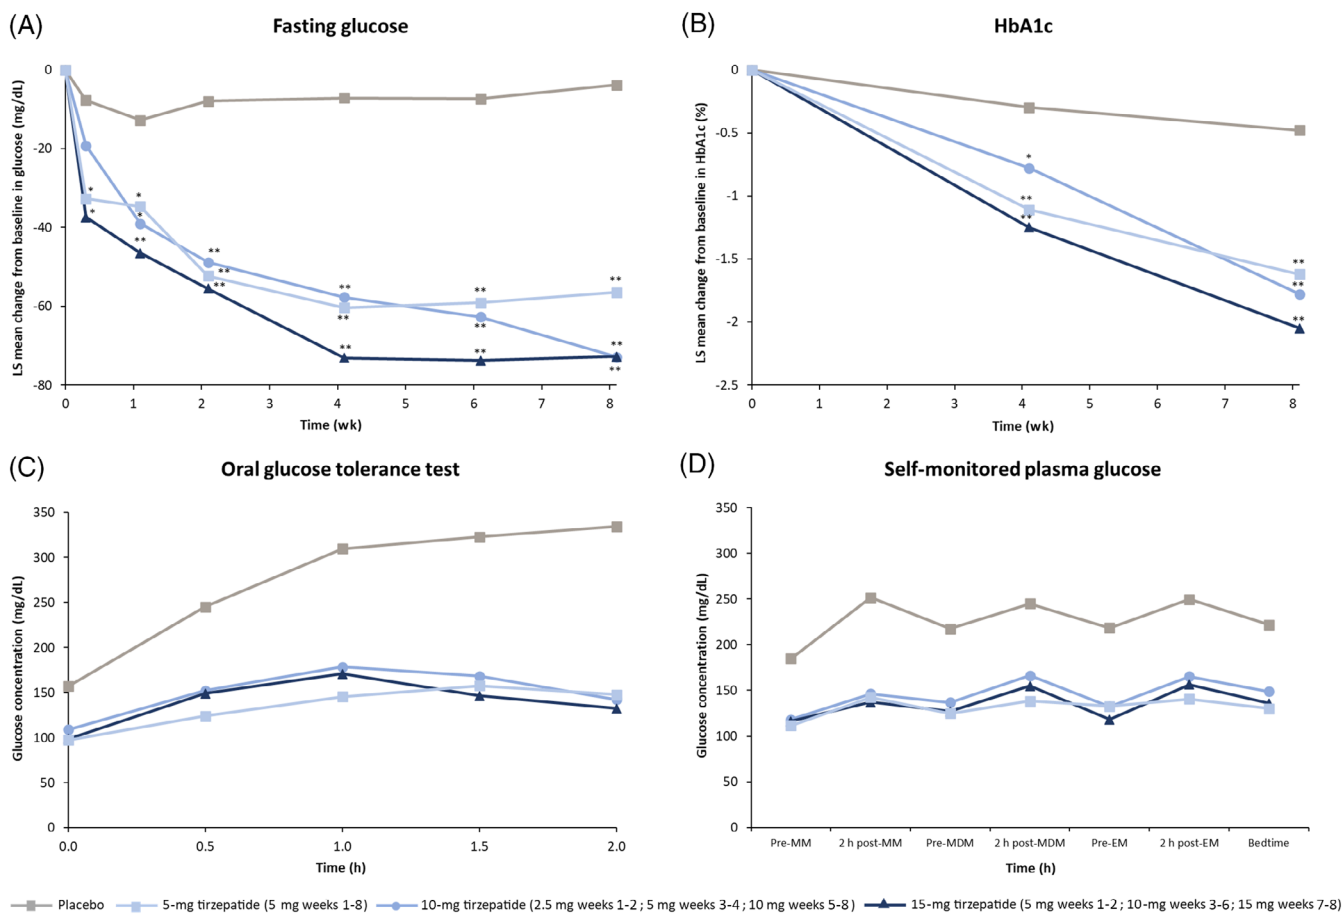 (A) Fasting glucose
LS mean change from baseline in glucose (mg/dL)
0
-20
-40
-60
-80
* * * * ** ** ** ** ** ** ** ** ** ** ** ** **
0 1 2 3 4 5 6 7 8
Time (wk)
(B) HbA1c
LS mean change from baseline in HbA1c (%)
0
-0.5
-1
-1.5
-2
-2.5
* ** ** ** ** **
0 1 2 3 4 5 6 7 8
Time (wk)
(C) Oral glucose tolerance test
Glucose concentration (mg/dL)
350
300
250
200
150
100
50
0
0.0 0.5 1.0 1.5 2.0
Time (h)
(D) Self-monitored plasma glucose
Glucose concentration (mg/dL)
350
300
250
200
150
100
50
0
Pre-MM 2 h post-MM Pre-MDM 2 h post-MDM Pre-EM 2 h post-EM Bedtime
Time (h)
Placebo 5-mg tirzepatide (5 mg weeks 1-8) 10-mg tirzepatide (2.5 mg weeks 1-2; 5 mg weeks 3-4; 10 mg weeks 5-8) 15-mg tirzepatide (5 mg weeks 1-2; 10-mg weeks 3-6; 15 mg weeks 7-8)